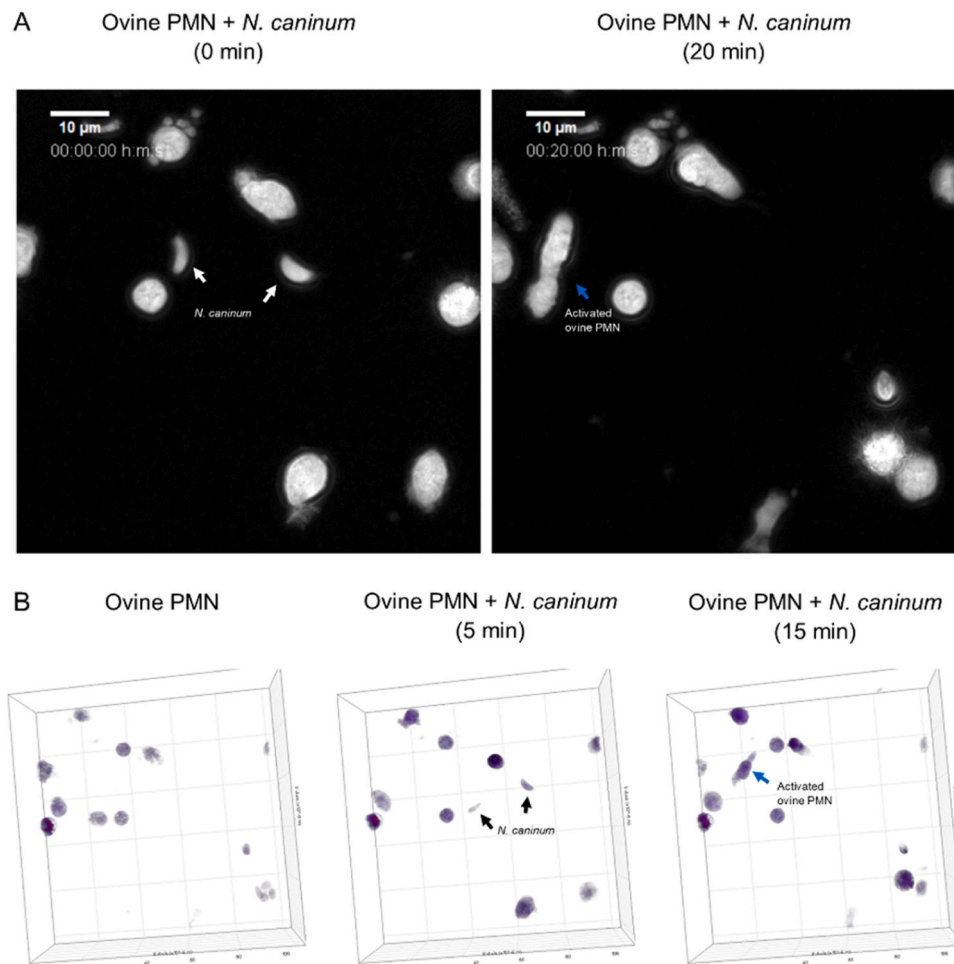 A
Ovine PMN + N. caninum
(0 min)
Ovine PMN + N. caninum
(20 min)
10 µm
00:00:00 h:m:s
N. caninum
10 µm
00:20:00 h:m:s
Activated
ovine PMN
B
Ovine PMN
Ovine PMN + N. caninum
(5 min)
Ovine PMN + N. caninum
(15 min)
N. caninum
Activated
ovine PMN